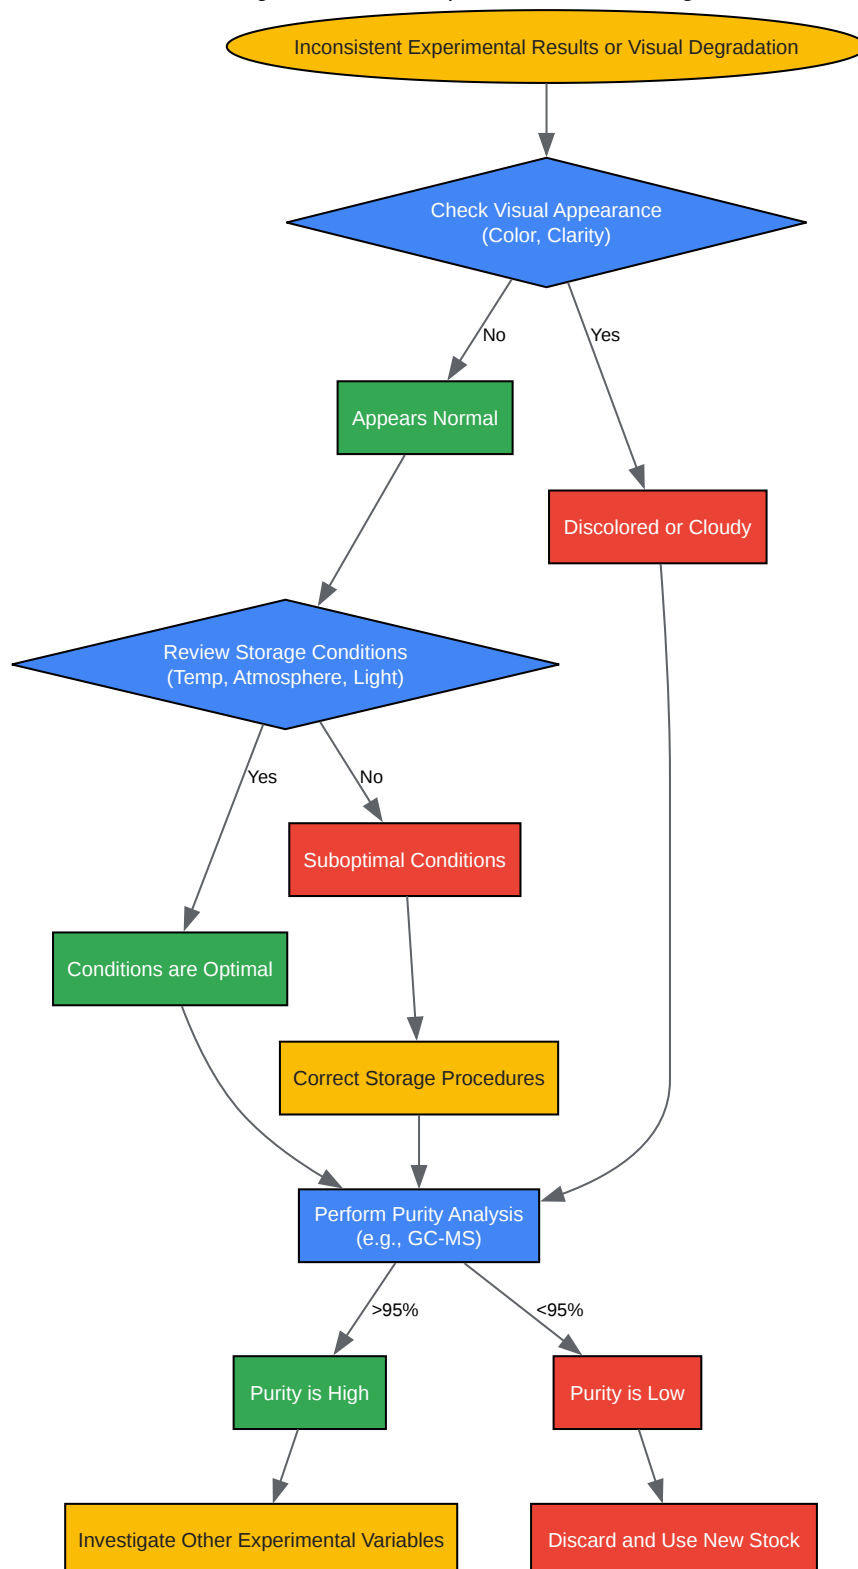 Inconsistent Experimental Results or Visual Degradation
Check Visual Appearance
(Color, Clarity)
No
Yes
Appears Normal
Discolored or Cloudy
Review Storage Conditions
(Temp, Atmosphere, Light)
Yes
No
Suboptimal Conditions
Conditions are Optimal
Correct Storage Procedures
Perform Purity Analysis
(e.g., GC-MS)
>95%
<95%
Purity is High
Purity is Low
Investigate Other Experimental Variables
Discard and Use New Stock